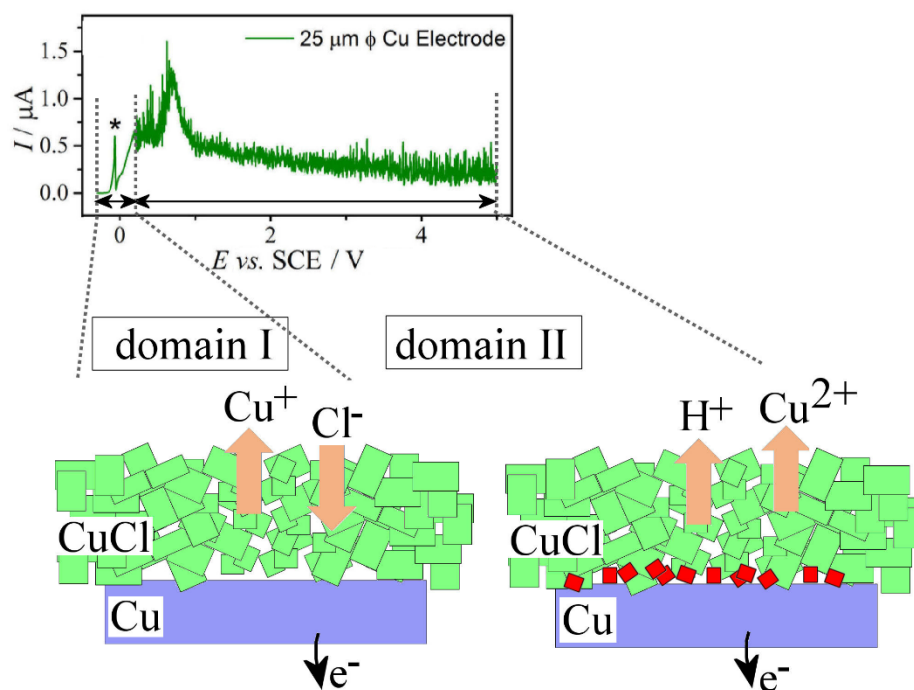 25 μm ϕ Cu Electrode
I / μA
1.5
1.0
0.5
0.0
*
0
2
4
E vs. SCE / V
domain I
domain II
Cu⁺
Cl⁻
H⁺
Cu²⁺
CuCl
CuCl
Cu
Cu
e⁻
e⁻